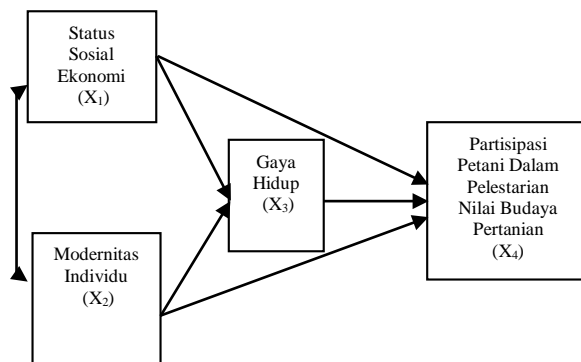 Status
Sosial
Ekonomi
(X₁)
Gaya
Hidup
(X₃)
Partisipasi
Petani Dalam
Pelestarian
Nilai Budaya
Pertanian
(X₄)
Modernitas
Individu
(X₂)